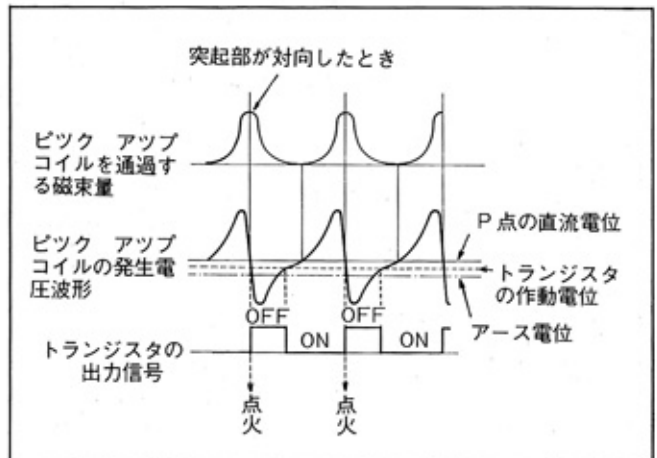 突起部が対向したとき
ピツク アツプ
コイルを通過す
る磁束量
ピツク アツプ
コイルの発生電
圧波形
P点の直流電位
トランジスタ
の作動電位
アース電位
OFF
ON
OFF
ON
トランジスタの
出力信号
点火
点火